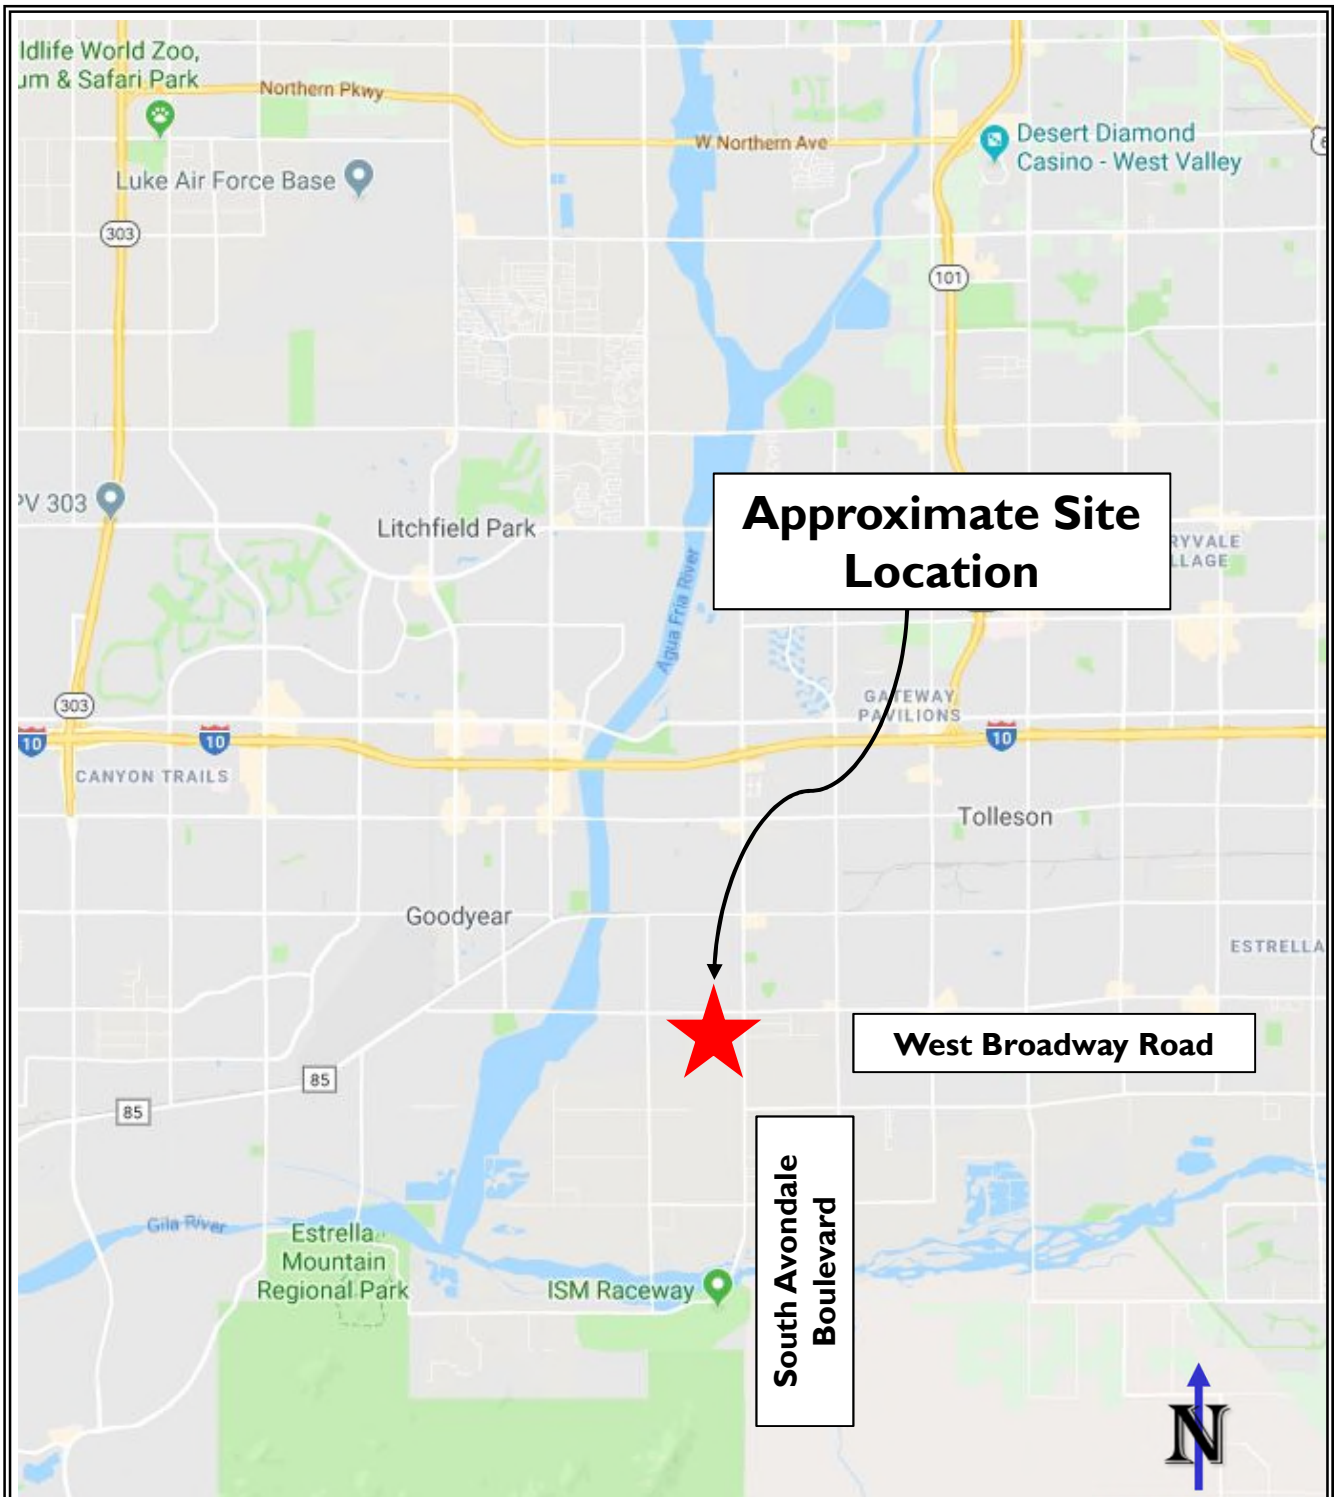 ldlife World Zoo,
um & Safari Park
Northern Pkwy
W Northern Ave
Desert Diamond
Casino - West Valley
6
Luke Air Force Base
303
101
PV 303
Litchfield Park
Approximate Site
Location
RYVALE
LLAGE
Agua Fria River
303
GATEWAY
PAVILIONS
10
10
10
CANYON TRAILS
Tolleson
Goodyear
ESTRELLA
West Broadway Road
85
85
South Avondale
Boulevard
Gila River
Estrella
Mountain
Regional Park
ISM Raceway
N